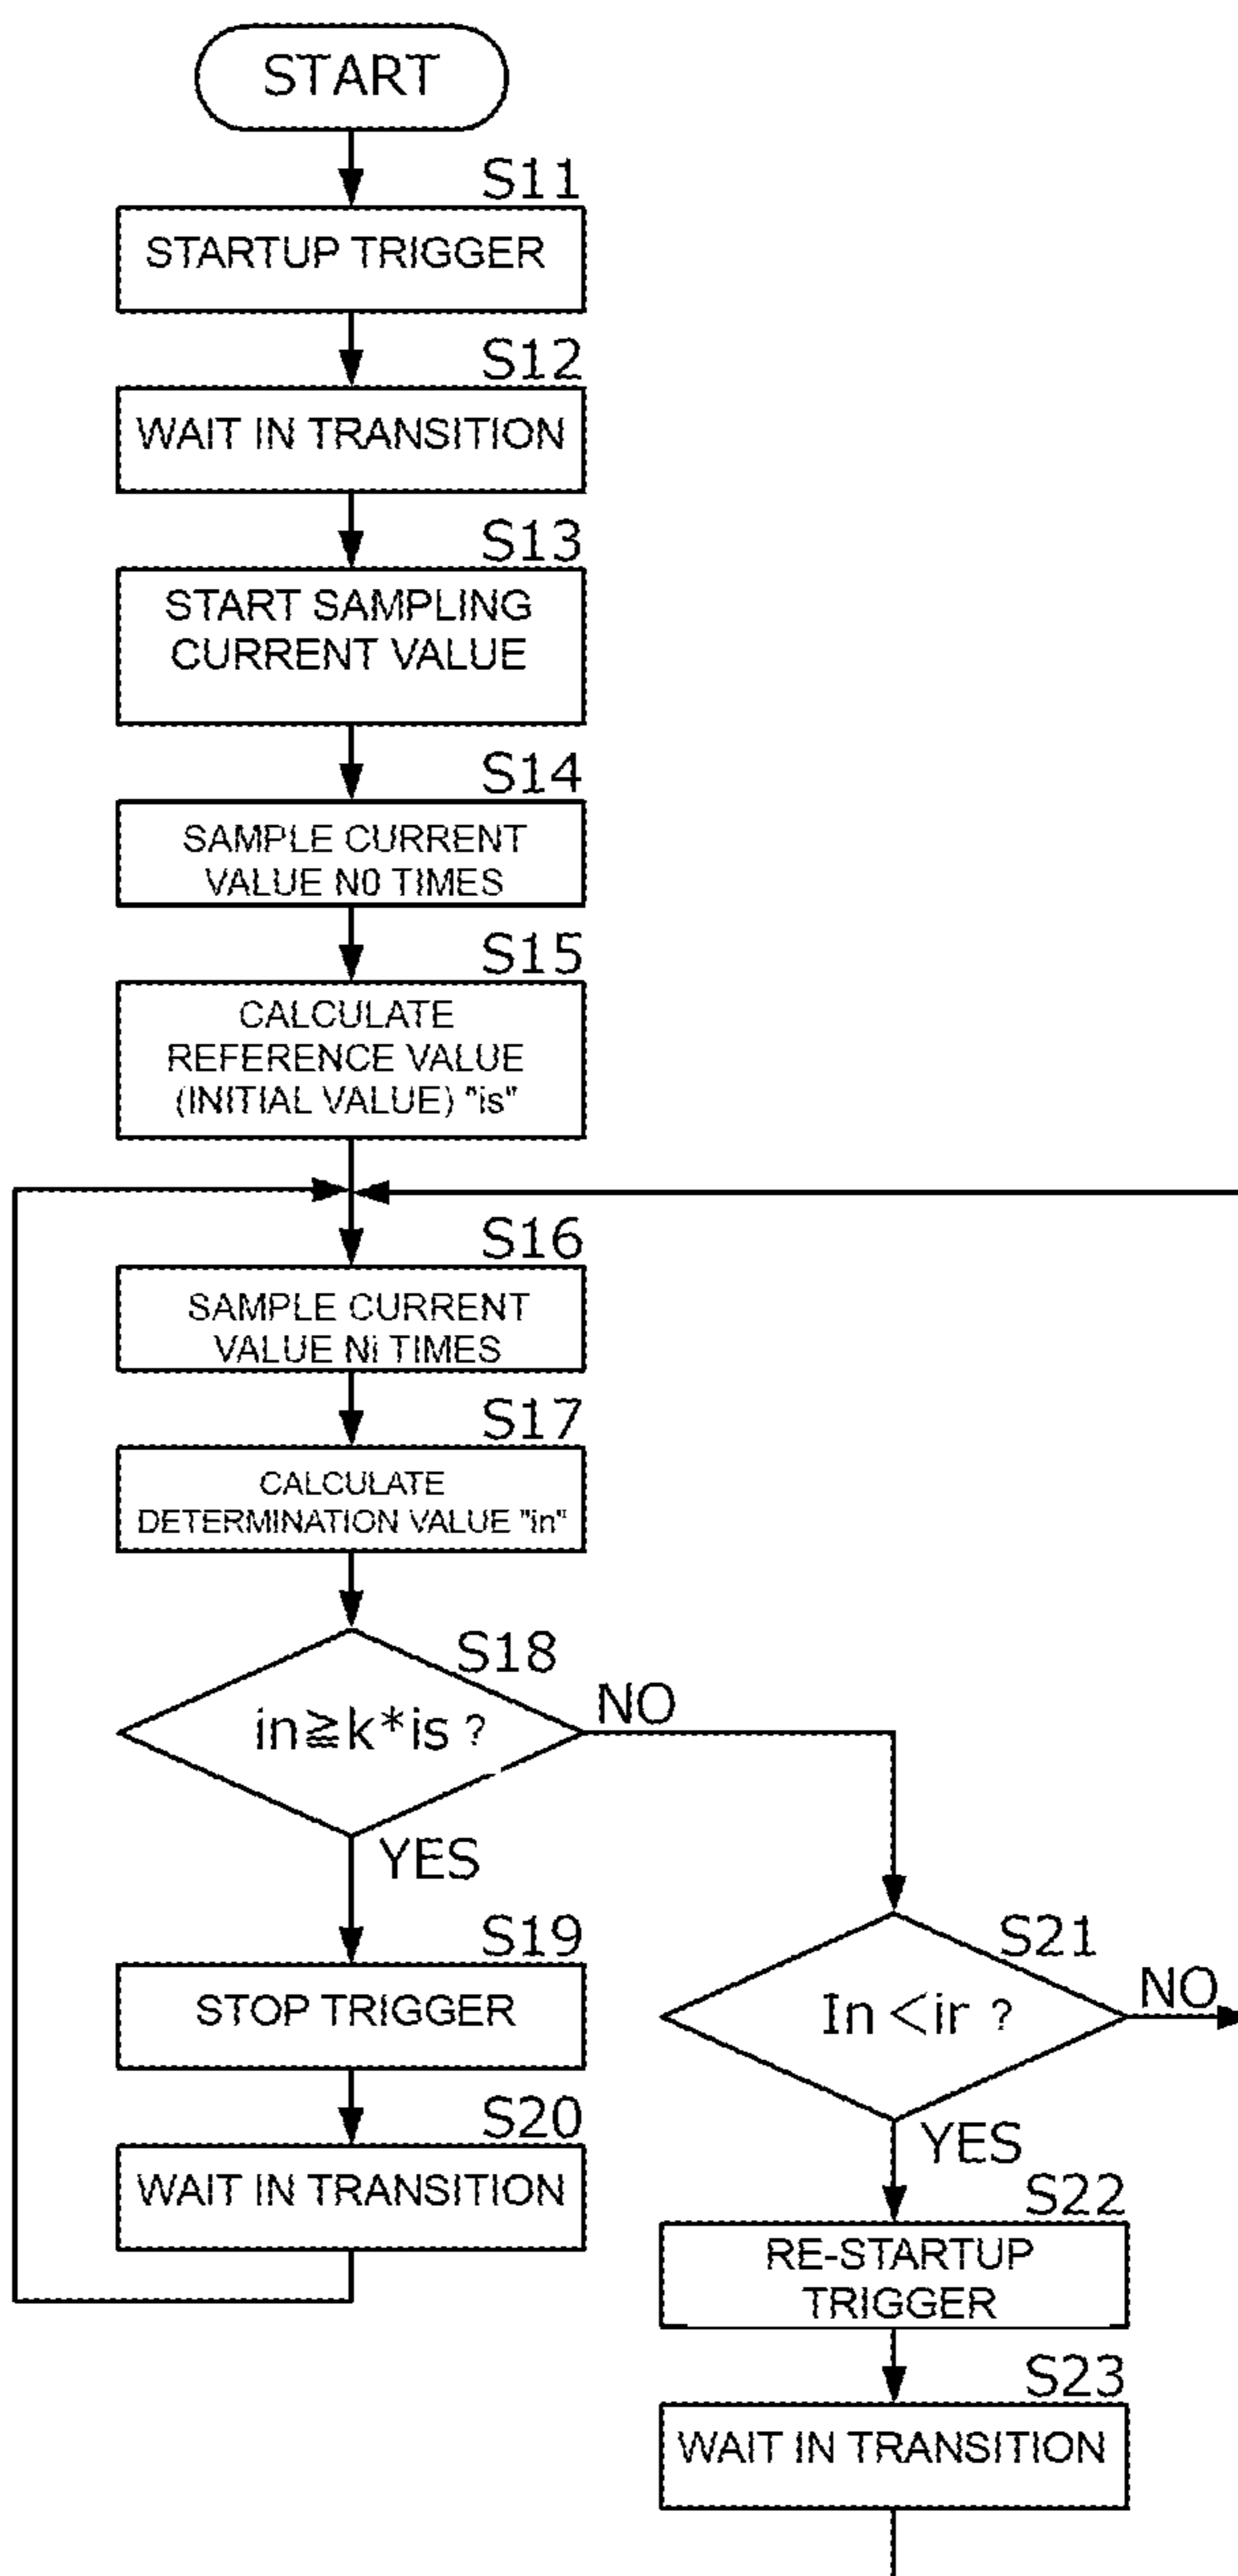 START
S11
STARTUP TRIGGER
S12
WAIT IN TRANSITION
S13
START SAMPLING
CURRENT VALUE
S14
SAMPLE CURRENT
VALUE N0 TIMES
S15
CALCULATE
REFERENCE VALUE
(INITIAL VALUE) "is"
S16
SAMPLE CURRENT
VALUE Ni TIMES
S17
CALCULATE
DETERMINATION VALUE "in"
S18
in≧k*is ?
NO
YES
S19
STOP TRIGGER
S20
WAIT IN TRANSITION
S21
In <ir ?
NO
YES
S22
RE-STARTUP
TRIGGER
S23
WAIT IN TRANSITION